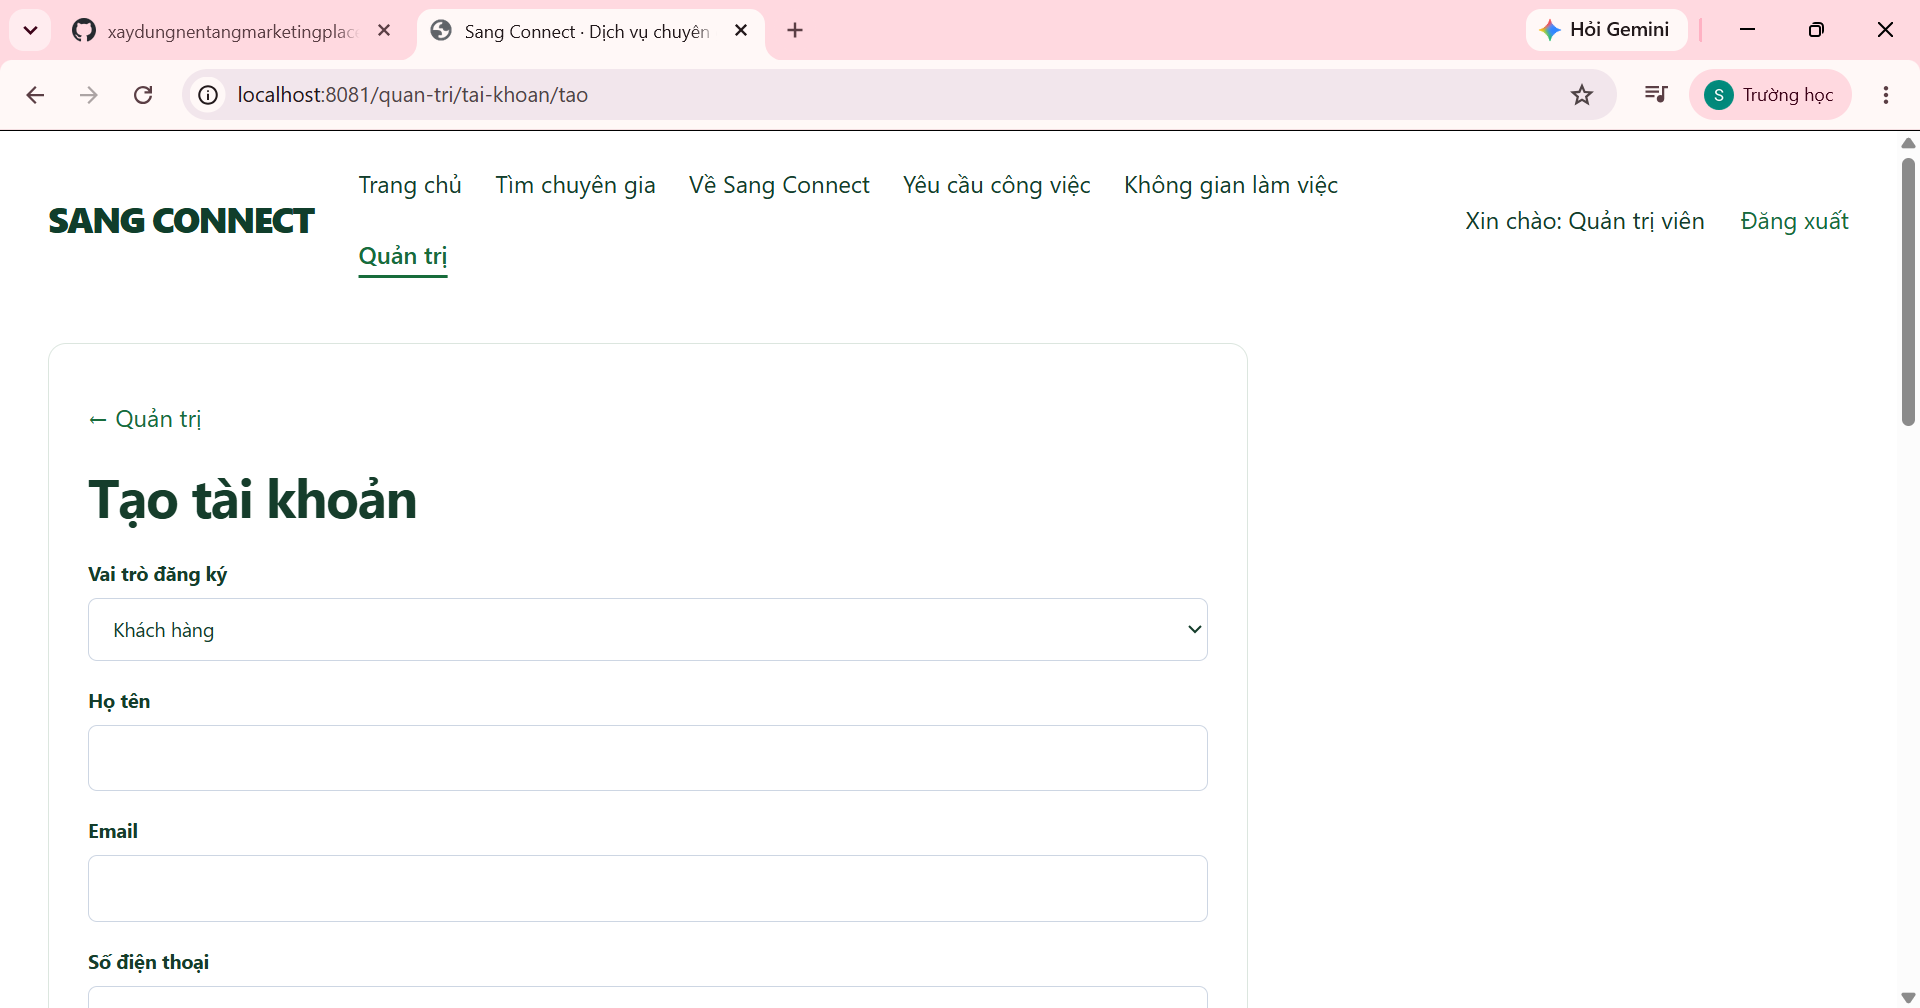 xaydungnentangmarketingplac
Sang Connect · Dịch vụ chuyên
Hỏi Gemini
localhost:8081/quan-tri/tai-khoan/tao
S
Trường học
SANG CONNECT
Trang chủ
Tìm chuyên gia
Về Sang Connect
Yêu cầu công việc
Không gian làm việc
Quản trị
Xin chào: Quản trị viên
Đăng xuất
← Quản trị
Tạo tài khoản
Vai trò đăng ký
Khách hàng
Họ tên
Email
Số điện thoại